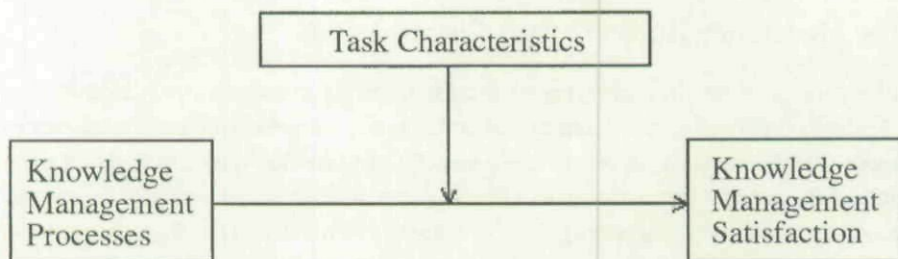 Task Characteristics
Knowledge
Management
Processes
Knowledge
Management
Satisfaction